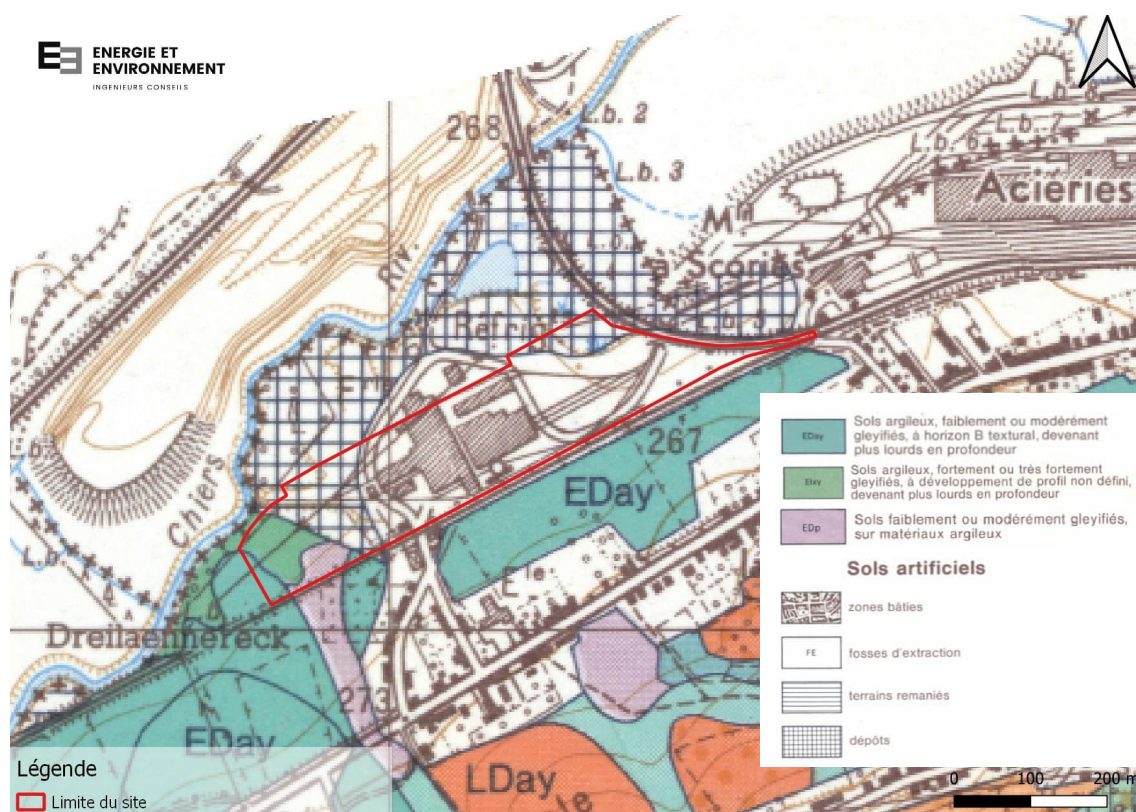 ENERGIE ET
ENVIRONNEMENT
INGENIEURS CONSEILS
268
L.b. 2
L.b. 3
L.b. 6
L.b. 7
Aciéries
à Scories
Chiers
267
EDay
Dreilaennereck
273
EDay
LDay
EDay
Sols argileux, faiblement ou modérément
gleyifiés, à horizon B textural, devenant
plus lourds en profondeur
Sols argileux, fortement ou très fortement
gleyifiés, à développement de profil non défini,
devenant plus lourds en profondeur
EDp
Sols faiblement ou modérément gleyifiés,
sur matériaux argileux
Sols artificiels
zones bâties
FE
fosses d'extraction
terrains remaniés
dépôts
Légende
Limite du site
0 100 200 m